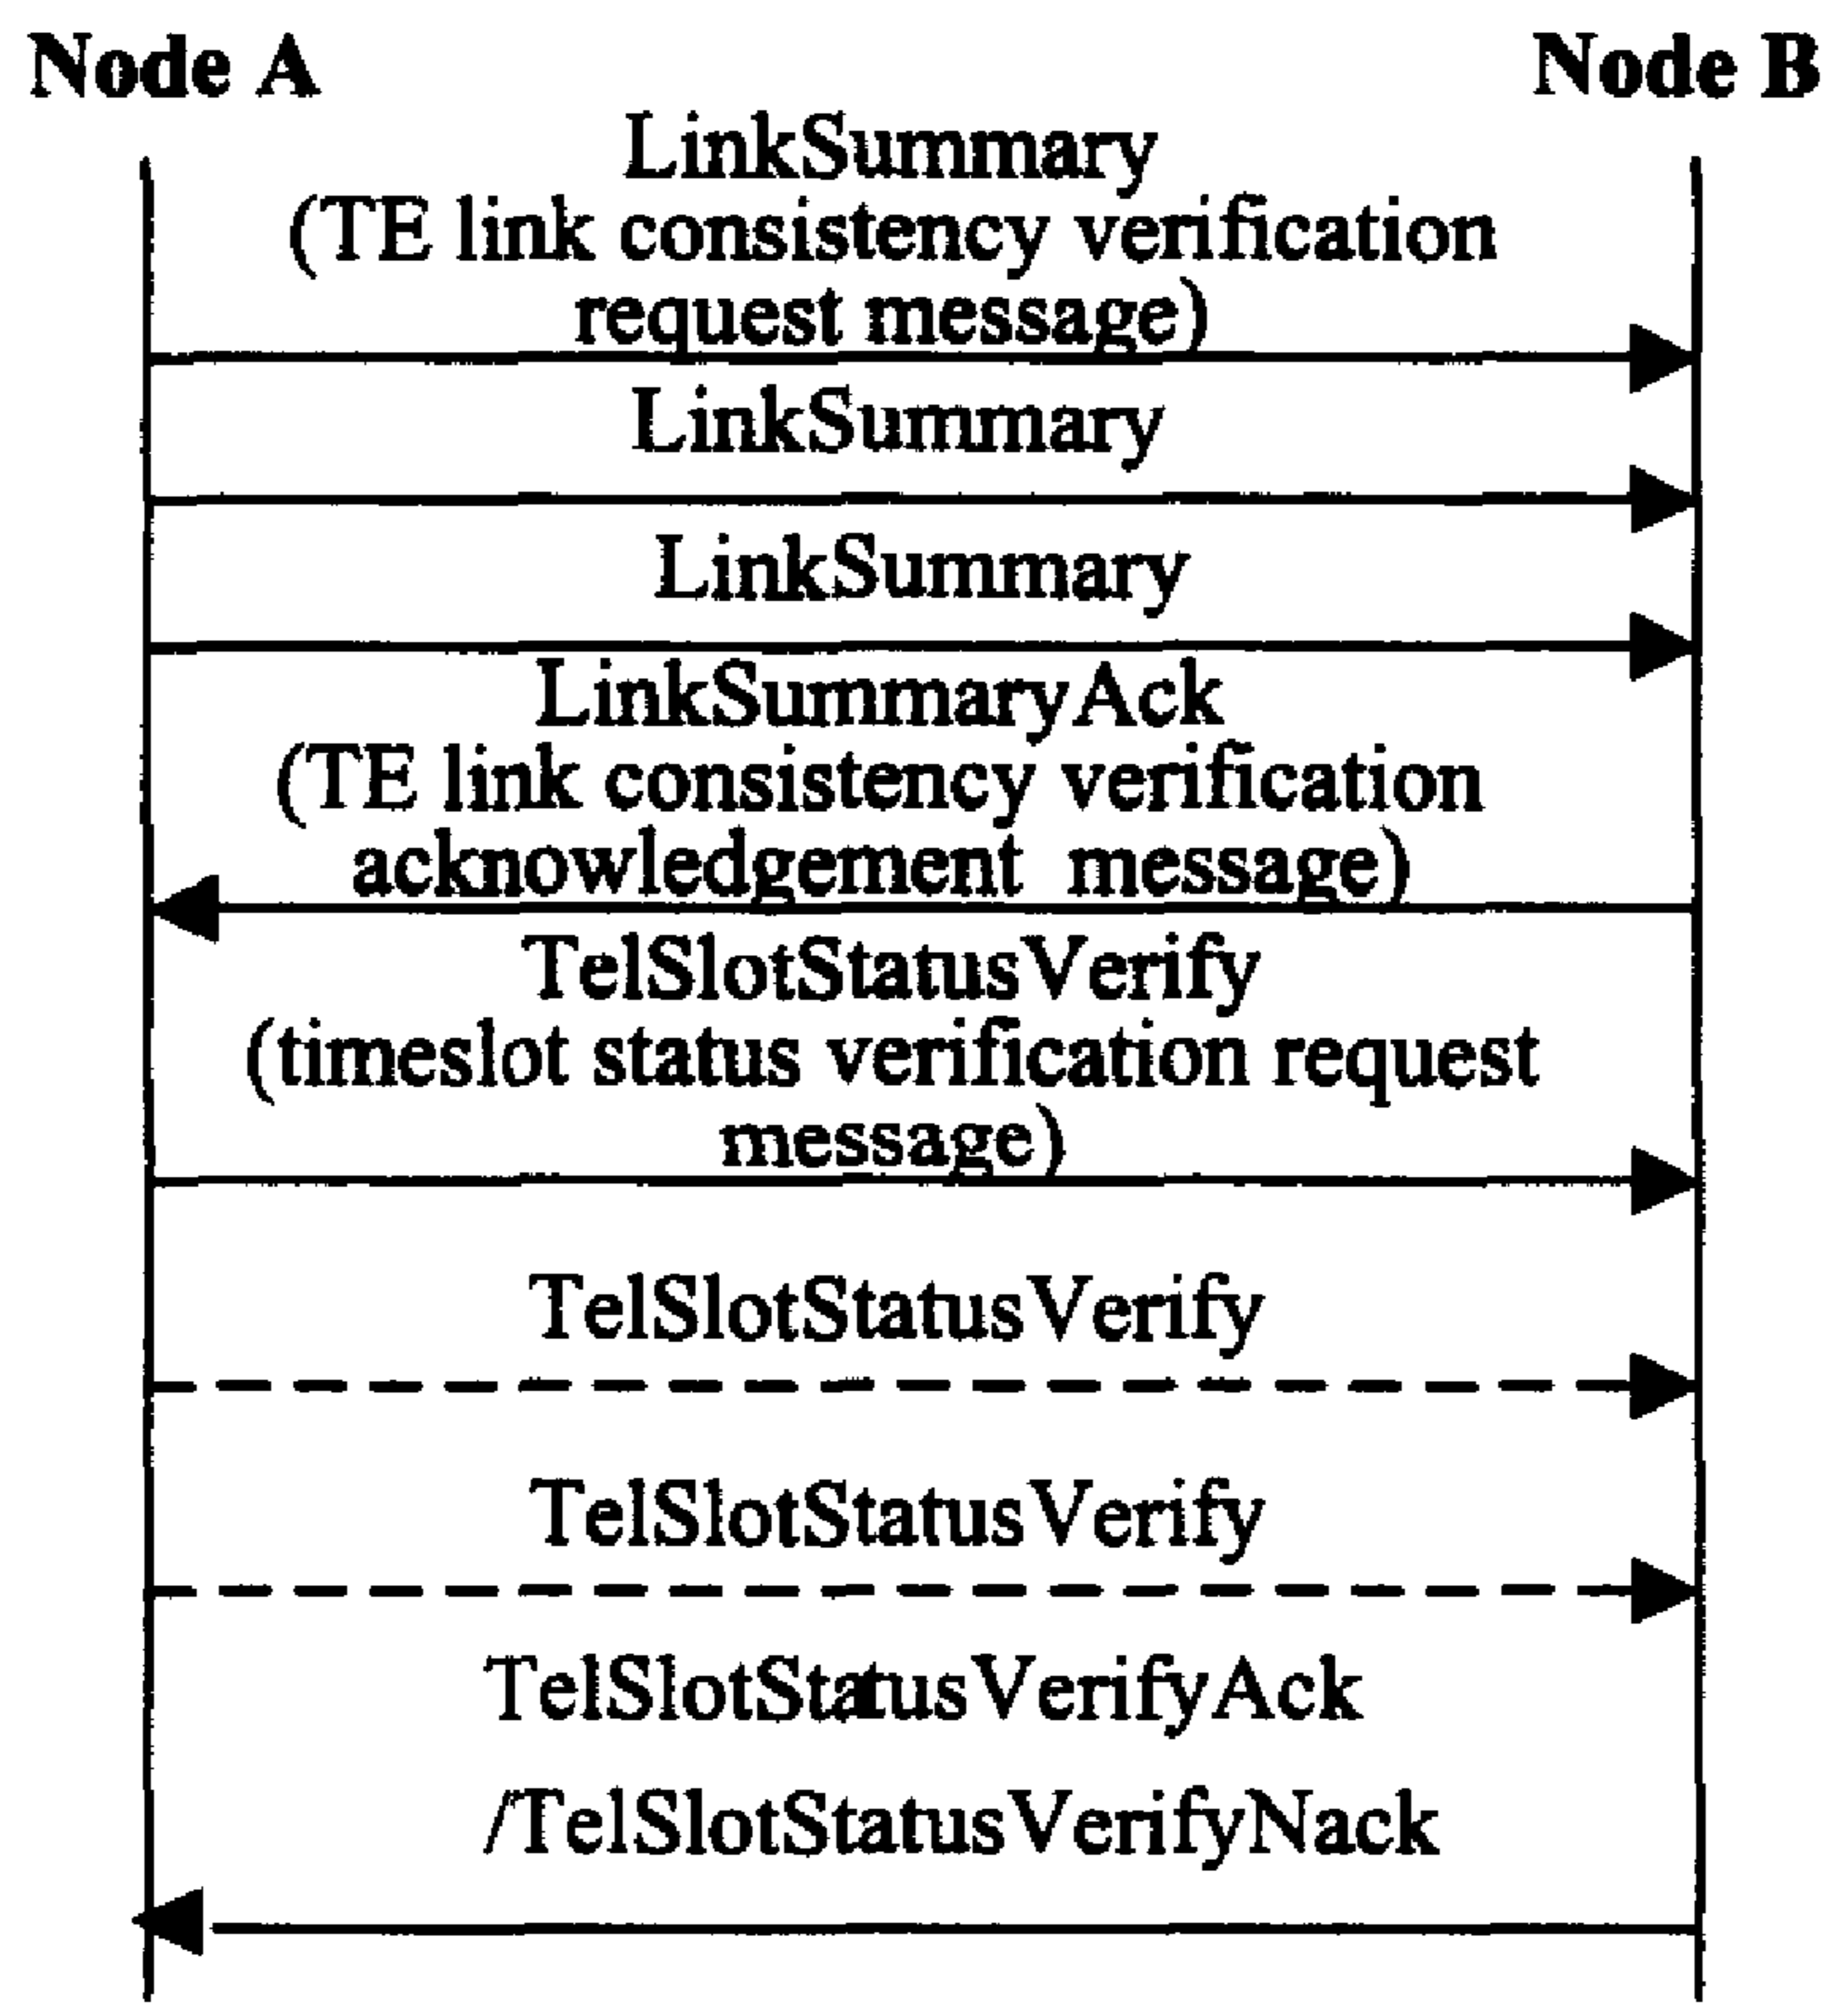 Node A Node B
LinkSummary
(TE link consistency verification
request message)
LinkSummary
LinkSummary
LinkSummaryAck
(TE link consistency verification
acknowledgement message)
TelSlotStatusVerify
(timeslot status verification request
message)
TelSlotStatusVerify
TelSlotStatusVerify
TelSlotStatusVerifyAck
/TelSlotStatusVerifyNack